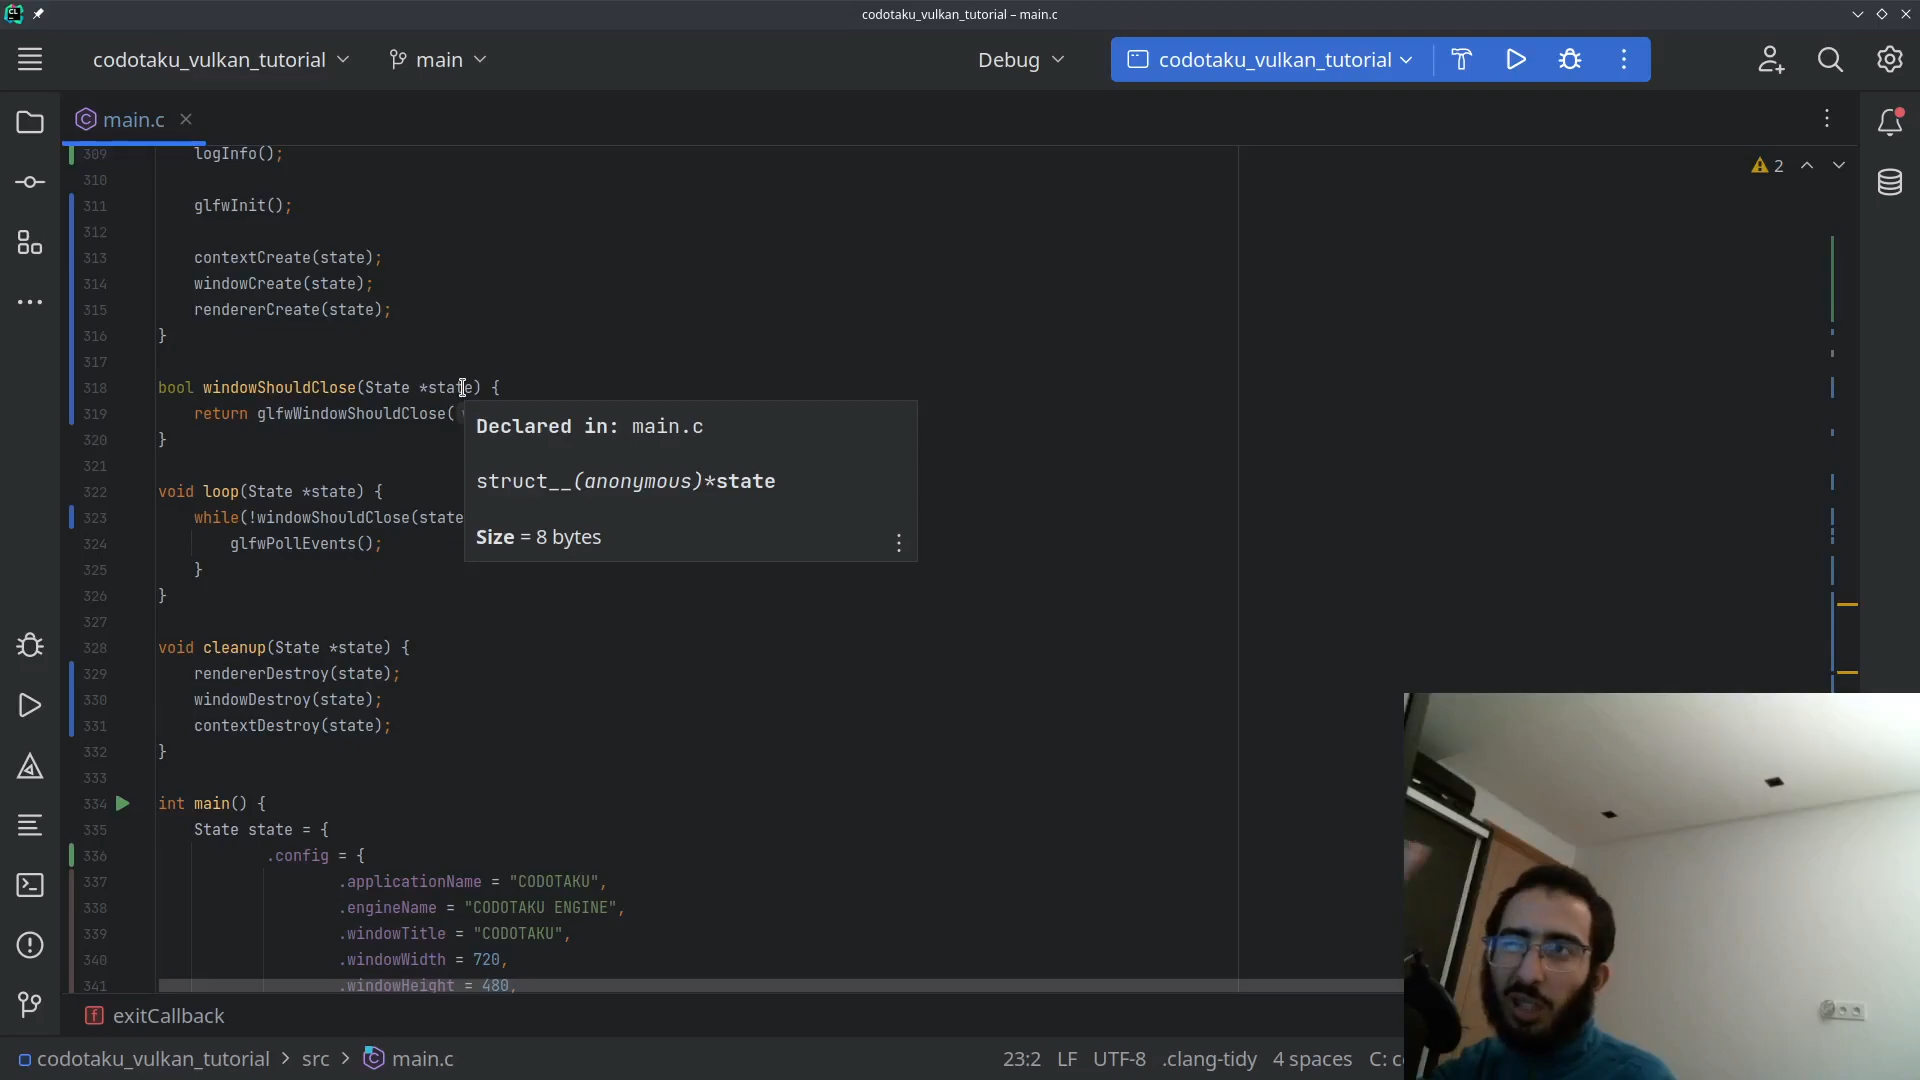 codotaku_vulkan_tutorial – main.c
codotaku_vulkan_tutorial
main
Debug
codotaku_vulkan_tutorial
main.c
2
309 logInfo();
310
311 glfwInit();
312
313 contextCreate(state);
314 windowCreate(state);
315 rendererCreate(state);
316 }
317
318 bool windowShouldClose(State *state) {
319 return glfwWindowShouldClose(
320 }
321
322 void loop(State *state) {
323 while(!windowShouldClose(state
324 glfwPollEvents();
325 }
326 }
327
328 void cleanup(State *state) {
329 rendererDestroy(state);
330 windowDestroy(state);
331 contextDestroy(state);
332 }
333
334 int main() {
335 State state = {
336 .config = {
337 .applicationName = "CODOTAKU",
338 .engineName = "CODOTAKU ENGINE",
339 .windowTitle = "CODOTAKU",
340 .windowWidth = 720,
341 .windowHeight = 480,
Declared in: main.c
struct__(anonymous)*state
Size = 8 bytes
exitCallback
codotaku_vulkan_tutorial > src > main.c
23:2 LF UTF-8 .clang-tidy 4 spaces C: